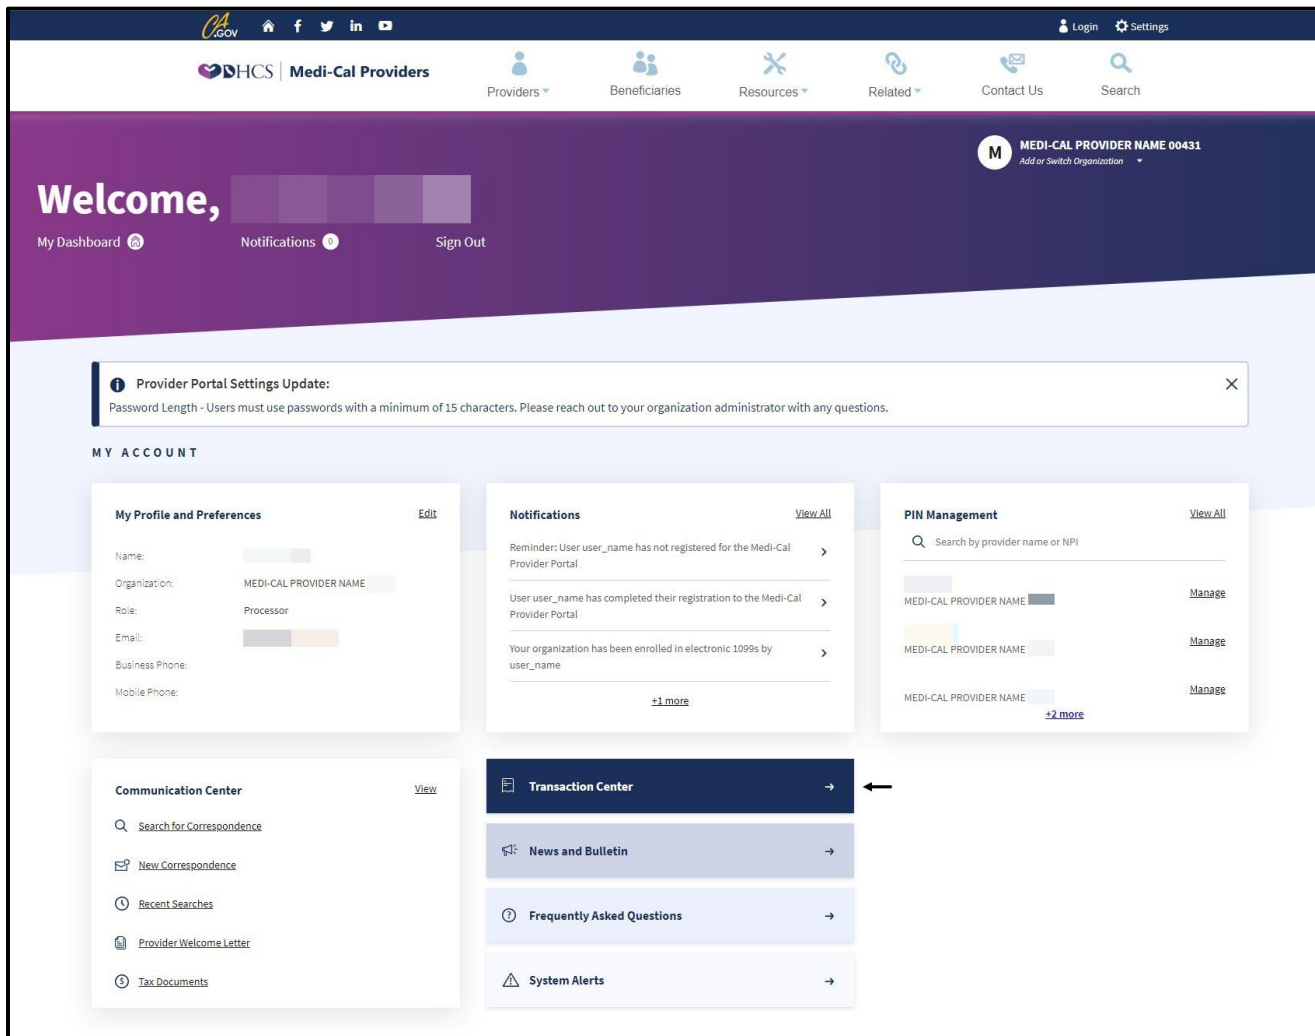 CA
.GOV
Login
Settings
DHCS | Medi-Cal Providers
Providers
Beneficiaries
Resources
Related
Contact Us
Search
M
MEDI-CAL PROVIDER NAME 00431
Add or Switch Organization
Welcome,
My Dashboard
Notifications 0
Sign Out
Provider Portal Settings Update:
Password Length - Users must use passwords with a minimum of 15 characters. Please reach out to your organization administrator with any questions.
MY ACCOUNT
My Profile and Preferences
Edit
Name:
Organization: MEDI-CAL PROVIDER NAME
Role: Processor
Email:
Business Phone:
Mobile Phone:
Notifications
View All
Reminder: User user_name has not registered for the Medi-Cal
Provider Portal
User user_name has completed their registration to the Medi-Cal
Provider Portal
Your organization has been enrolled in electronic 1099s by
user_name
+1 more
PIN Management
View All
Search by provider name or NPI
MEDI-CAL PROVIDER NAME
Manage
MEDI-CAL PROVIDER NAME
Manage
MEDI-CAL PROVIDER NAME
Manage
+2 more
Communication Center
View
Search for Correspondence
New Correspondence
Recent Searches
Provider Welcome Letter
Tax Documents
Transaction Center
News and Bulletin
Frequently Asked Questions
System Alerts